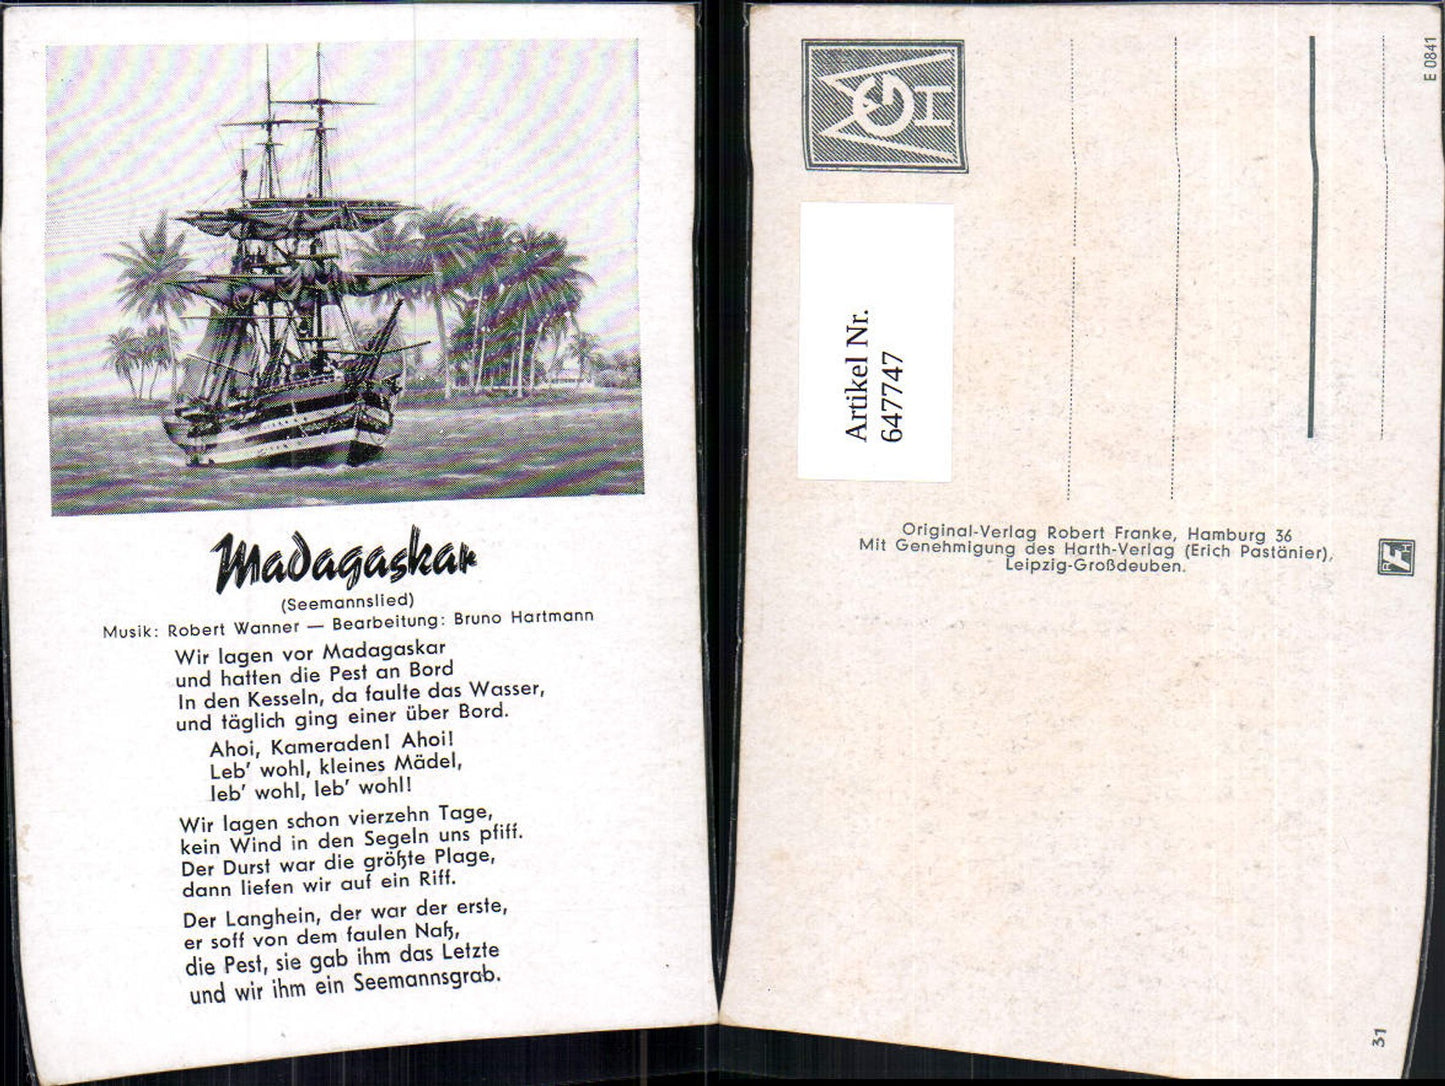 Madagaskar
(Seemannslied)
Musik: Robert Wanner — Bearbeitung: Bruno Hartmann
Wir lagen vor Madagaskar
und hatten die Pest an Bord
In den Kesseln, da faulte das Wasser,
und täglich ging einer über Bord.
Ahoi, Kameraden! Ahoi!
Leb' wohl, kleines Mädel,
leb' wohl, leb' wohl!
Wir lagen schon vierzehn Tage,
kein Wind in den Segeln uns pfiff.
Der Durst war die größte Plage,
dann liefen wir auf ein Riff.
Der Langhein, der war der erste,
er soff von dem faulen Naß,
die Pest, sie gab ihm das Letzte
und wir ihm ein Seemannsgrab.
MGH
Artikel Nr.
647747
E 0841
Original-Verlag Robert Franke, Hamburg 36
Mit Genehmigung des Harth-Verlag (Erich Pastänier),
Leipzig-Großdeuben.
RFH
31